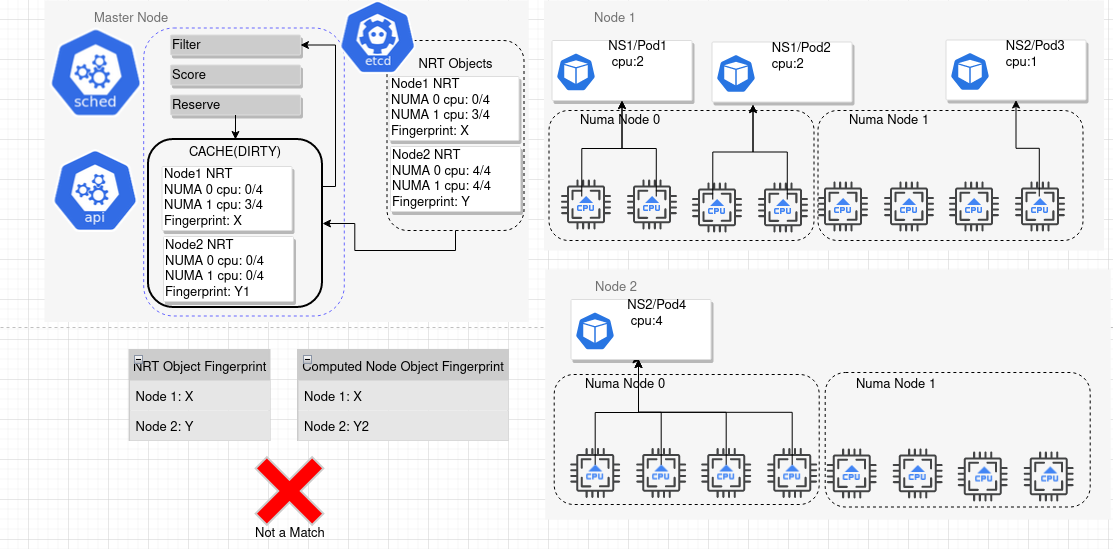 Master Node
sched
api
Filter
Score
Reserve
CACHE(DIRTY)
Node1 NRT
NUMA 0 cpu: 0/4
NUMA 1 cpu: 3/4
Fingerprint: X
Node2 NRT
NUMA 0 cpu: 0/4
NUMA 1 cpu: 0/4
Fingerprint: Y1
etcd
NRT Objects
Node1 NRT
NUMA 0 cpu: 0/4
NUMA 1 cpu: 3/4
Fingerprint: X
Node2 NRT
NUMA 0 cpu: 4/4
NUMA 1 cpu: 4/4
Fingerprint: Y
Node 1
NS1/Pod1
cpu:2
NS1/Pod2
cpu:2
NS2/Pod3
cpu:1
Numa Node 0
CPU
CPU
CPU
CPU
Numa Node 1
CPU
CPU
CPU
CPU
Node 2
NS2/Pod4
cpu:4
Numa Node 0
CPU
CPU
CPU
CPU
Numa Node 1
CPU
CPU
CPU
CPU
NRT Object Fingerprint
Node 1: X
Node 2: Y
Computed Node Object Fingerprint
Node 1: X
Node 2: Y2
Not a Match